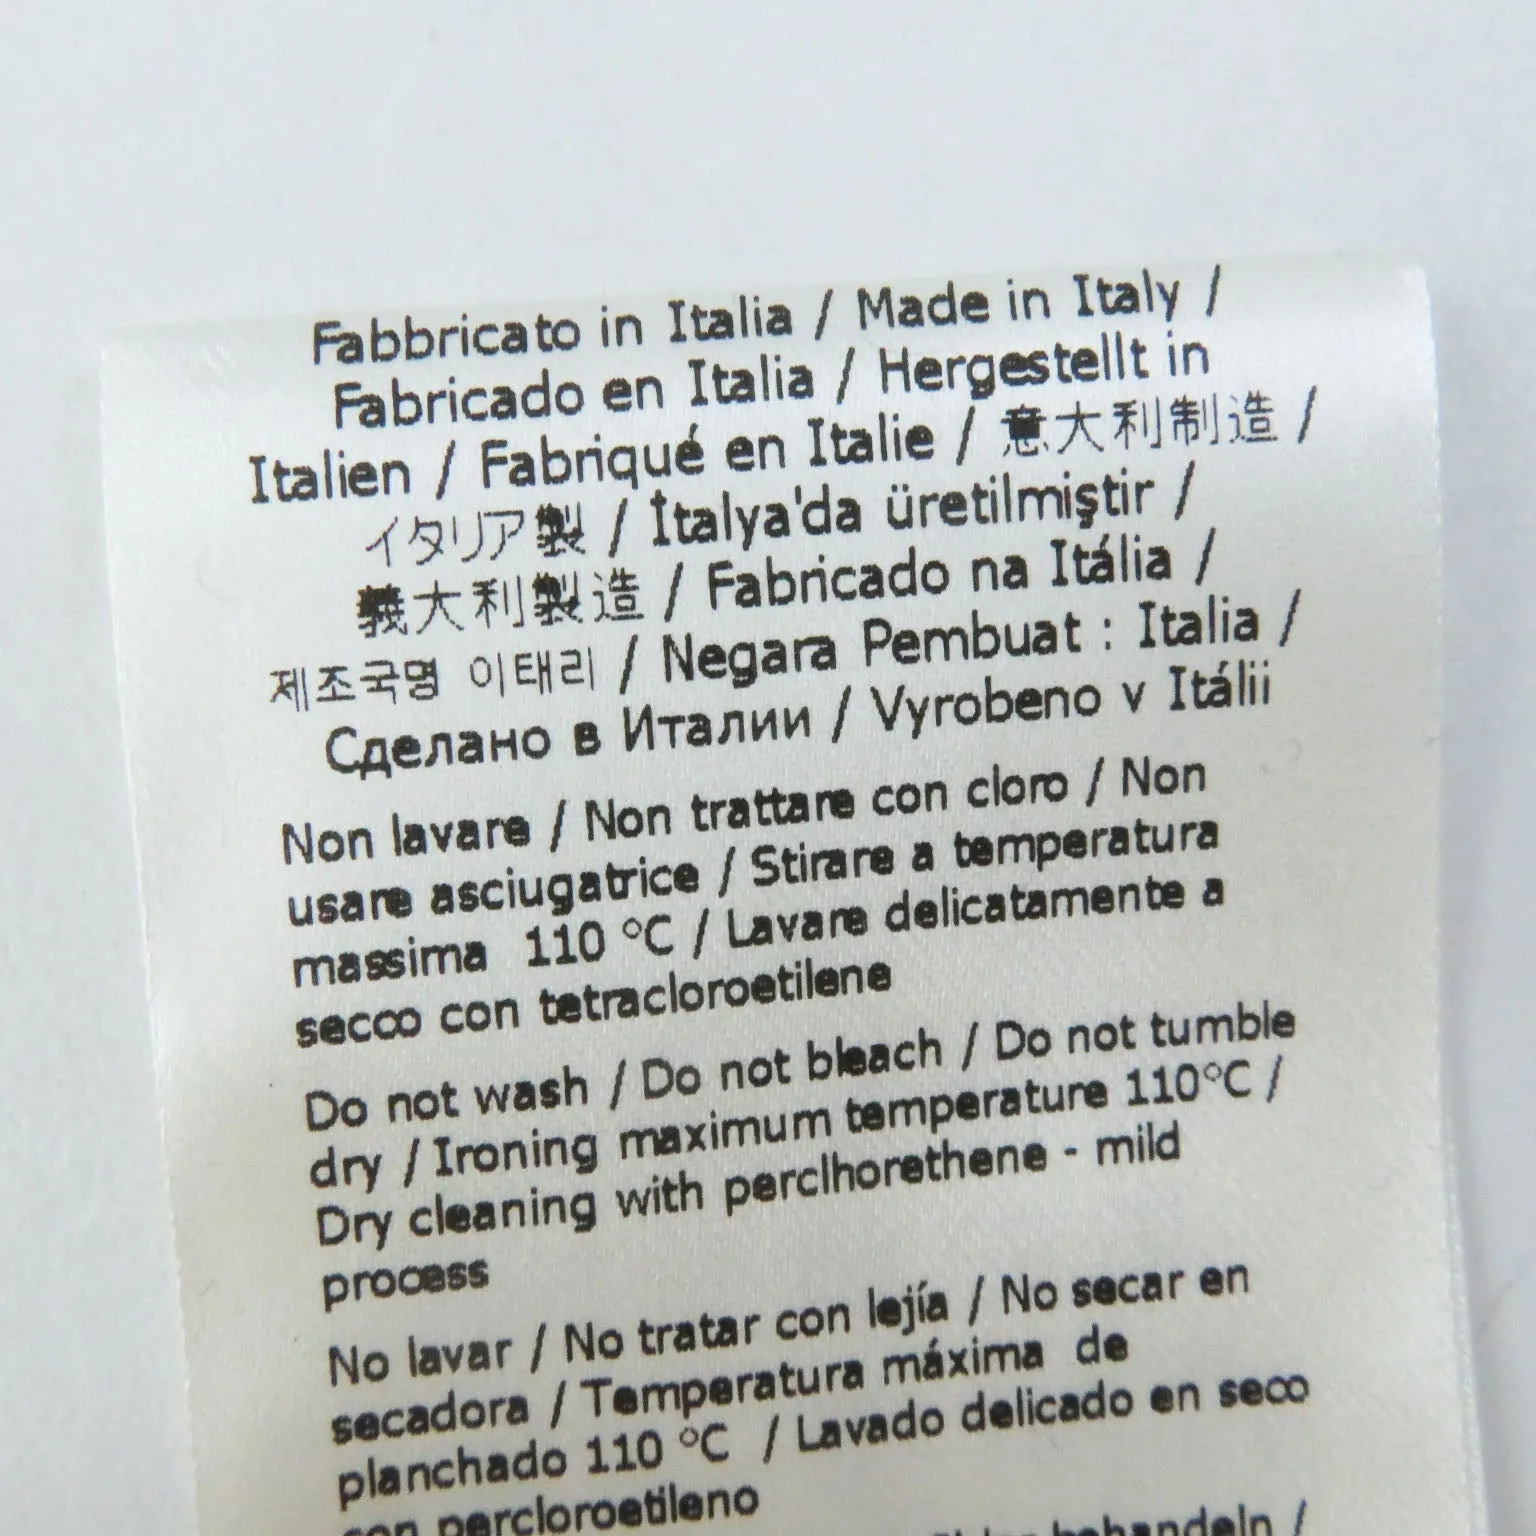 Fabbricato in Italia / Made in Italy /
Fabricado en Italia / Hergestellt in
Italien / Fabriqué en Italie / 意大利制造 /
イタリア製 / İtalya'da üretilmiştir /
義大利製造 / Fabricado na Itália /
제조국명 이태리 / Negara Pembuat : Italia /
Сделано в Италии / Vyrobeno v Itálii
Non lavare / Non trattare con cloro / Non
usare asciugatrice / Stirare a temperatura
massima 110 °C / Lavare delicatamente a
secco con tetracloroetilene
Do not wash / Do not bleach / Do not tumble
dry / Ironing maximum temperature 110°C /
Dry cleaning with perclhorethene - mild
process
No lavar / No tratar con lejía / No secar en
secadora / Temperatura máxima de
planchado 110 °C / Lavado delicado en seco
con percloroetileno
behandeln /